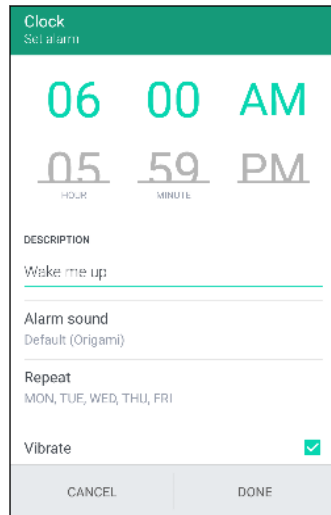 Clock
Set alarm
06 00 AM
05 59 PM
HOUR MINUTE
DESCRIPTION
Wake me up
Alarm sound
Default (Origami)
Repeat
MON, TUE, WED, THU, FRI
Vibrate
CANCEL DONE